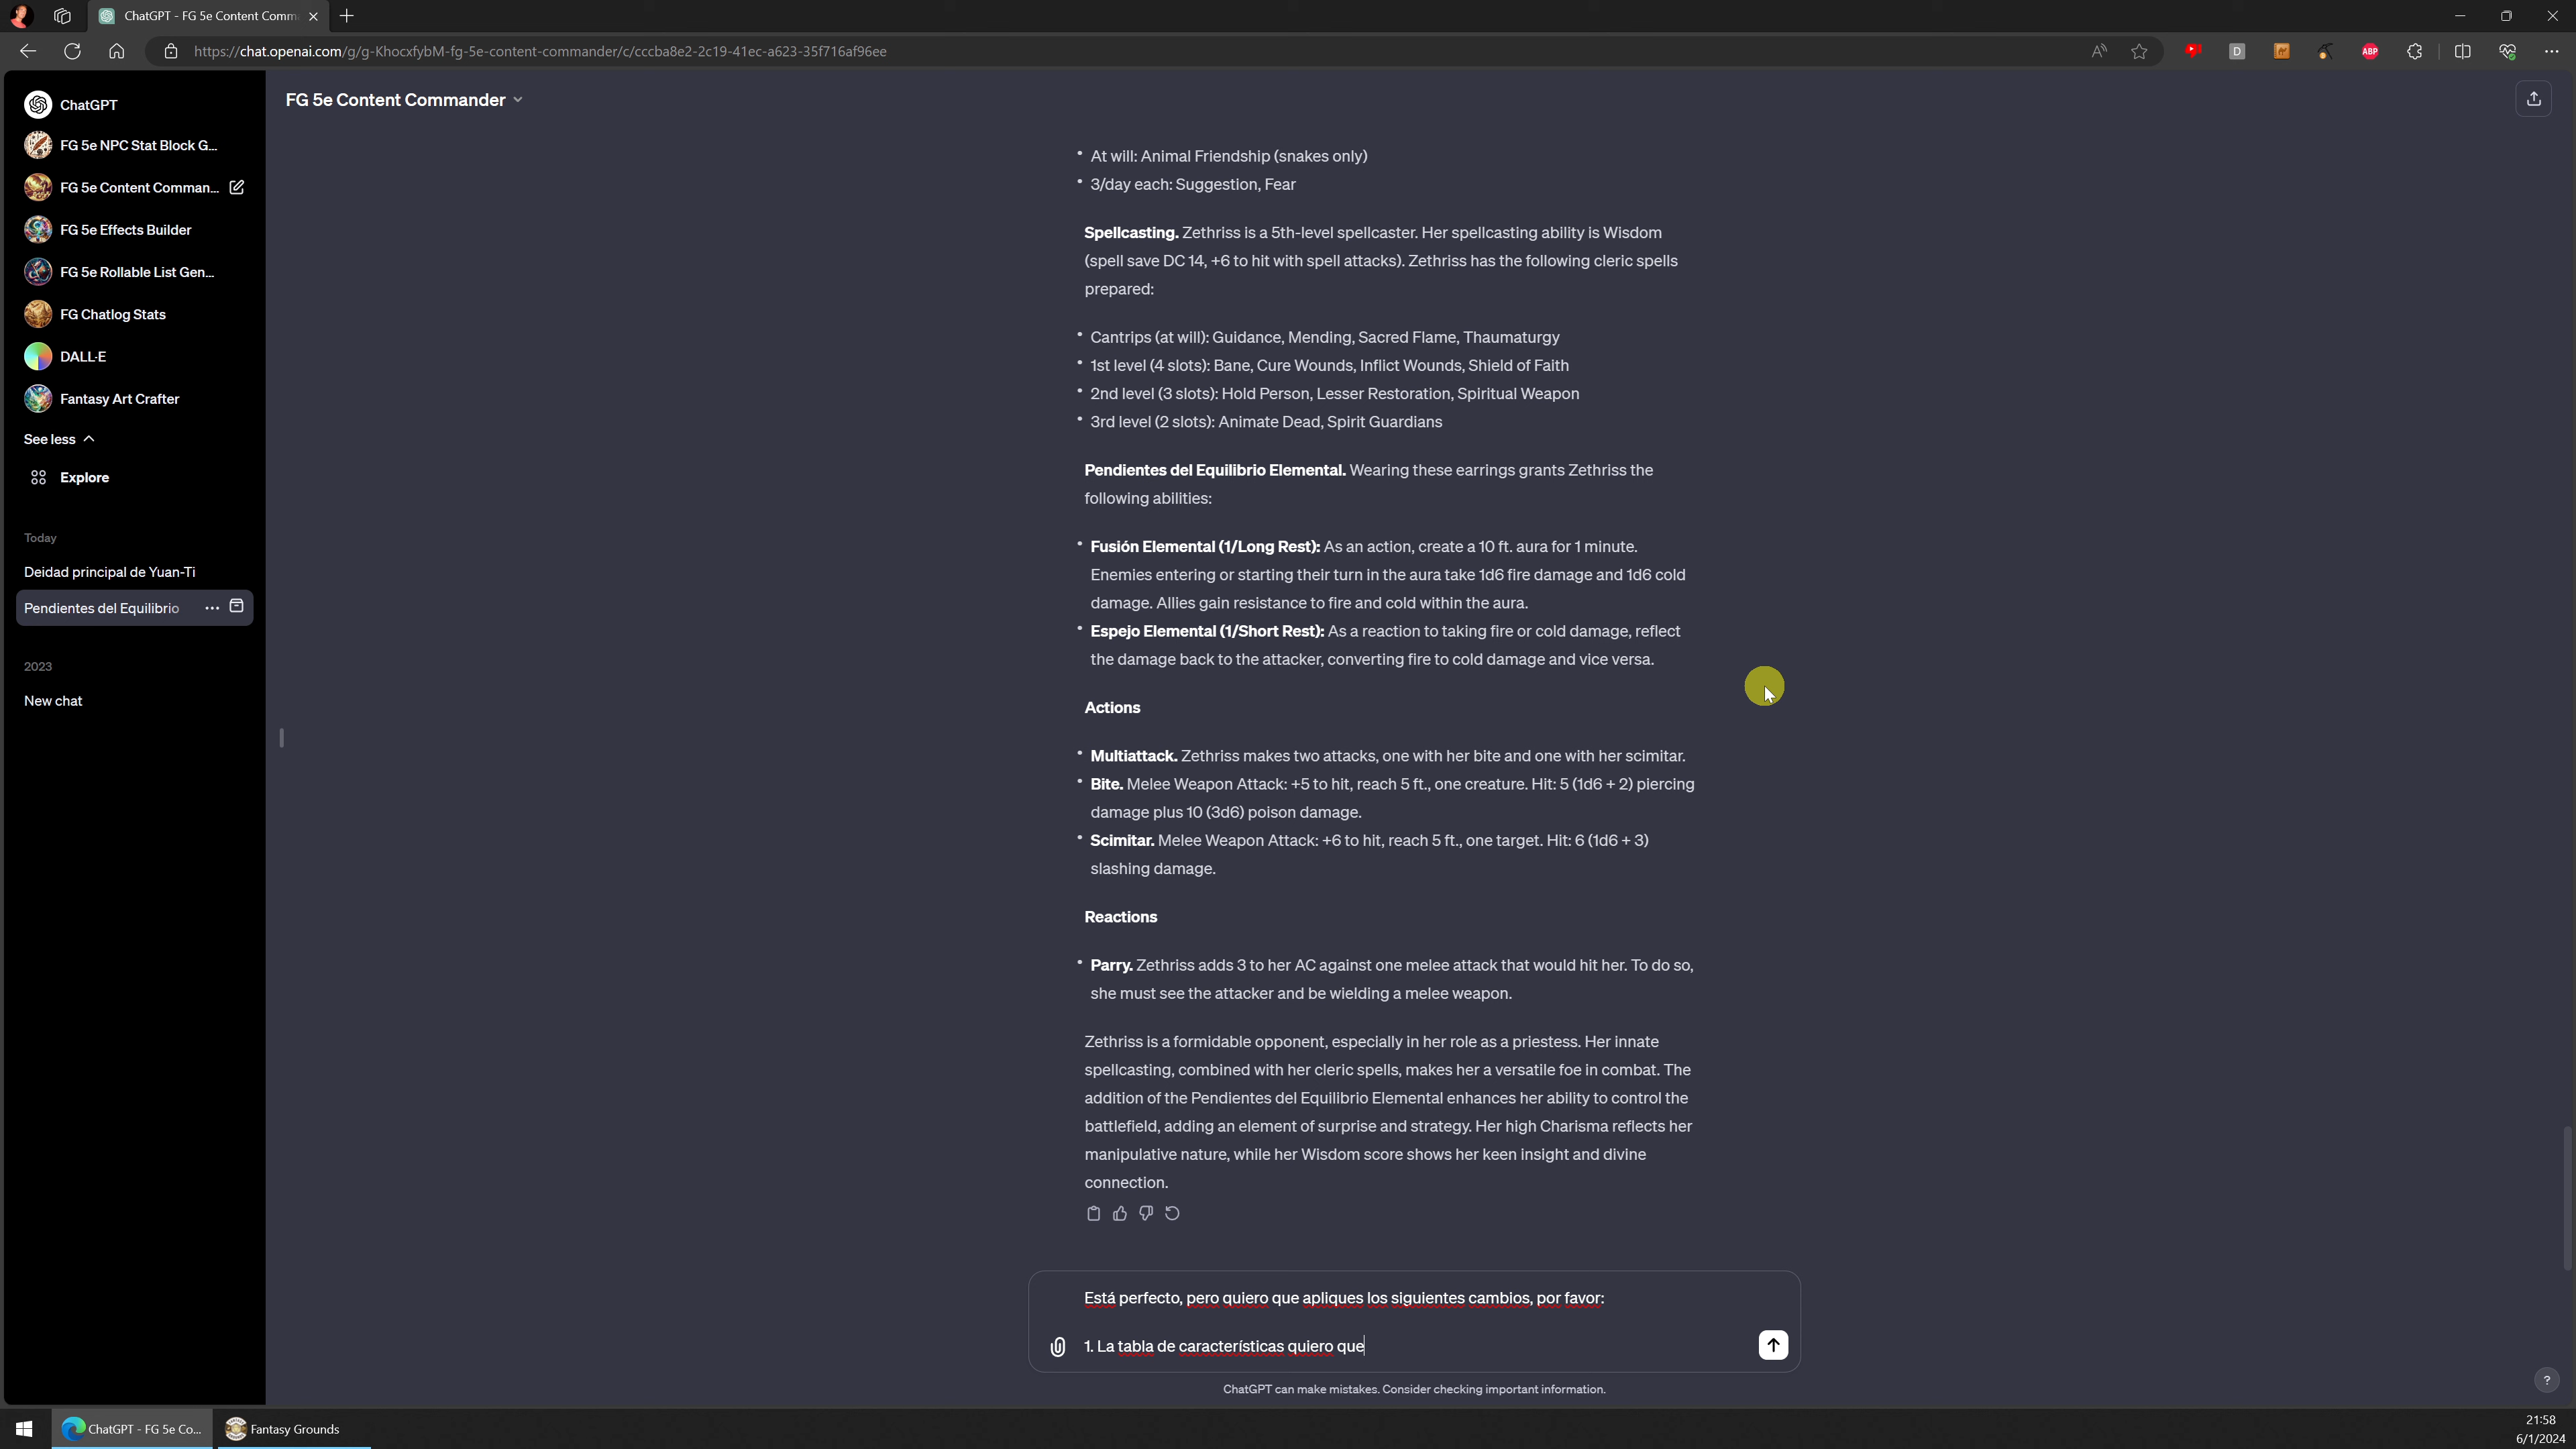 ChatGPT - FG 5e Content Comm
https://chat.openai.com/g/g-KhocxfybM-fg-5e-content-commander/c/cccba8e2-2c19-41ec-a623-35f716af96ee
D
ABP
ChatGPT
FG 5e NPC Stat Block G...
FG 5e Content Comman...
FG 5e Effects Builder
FG 5e Rollable List Gen...
FG Chatlog Stats
DALL·E
Fantasy Art Crafter
See less
Explore
Today
Deidad principal de Yuan-Ti
Pendientes del Equilibrio
2023
New chat
FG 5e Content Commander
• At will: Animal Friendship (snakes only)
• 3/day each: Suggestion, Fear
Spellcasting. Zethriss is a 5th-level spellcaster. Her spellcasting ability is Wisdom
(spell save DC 14, +6 to hit with spell attacks). Zethriss has the following cleric spells
prepared:
• Cantrips (at will): Guidance, Mending, Sacred Flame, Thaumaturgy
• 1st level (4 slots): Bane, Cure Wounds, Inflict Wounds, Shield of Faith
• 2nd level (3 slots): Hold Person, Lesser Restoration, Spiritual Weapon
• 3rd level (2 slots): Animate Dead, Spirit Guardians
Pendientes del Equilibrio Elemental. Wearing these earrings grants Zethriss the
following abilities:
• Fusión Elemental (1/Long Rest): As an action, create a 10 ft. aura for 1 minute.
Enemies entering or starting their turn in the aura take 1d6 fire damage and 1d6 cold
damage. Allies gain resistance to fire and cold within the aura.
• Espejo Elemental (1/Short Rest): As a reaction to taking fire or cold damage, reflect
the damage back to the attacker, converting fire to cold damage and vice versa.
Actions
• Multiattack. Zethriss makes two attacks, one with her bite and one with her scimitar.
• Bite. Melee Weapon Attack: +5 to hit, reach 5 ft., one creature. Hit: 5 (1d6 + 2) piercing
damage plus 10 (3d6) poison damage.
• Scimitar. Melee Weapon Attack: +6 to hit, reach 5 ft., one target. Hit: 6 (1d6 + 3)
slashing damage.
Reactions
• Parry. Zethriss adds 3 to her AC against one melee attack that would hit her. To do so,
she must see the attacker and be wielding a melee weapon.
Zethriss is a formidable opponent, especially in her role as a priestess. Her innate
spellcasting, combined with her cleric spells, makes her a versatile foe in combat. The
addition of the Pendientes del Equilibrio Elemental enhances her ability to control the
battlefield, adding an element of surprise and strategy. Her high Charisma reflects her
manipulative nature, while her Wisdom score shows her keen insight and divine
connection.
Está perfecto, pero quiero que apliques los siguientes cambios, por favor:
1. La tabla de características quiero que
ChatGPT can make mistakes. Consider checking important information.
?
ChatGPT - FG 5e Co...
Fantasy Grounds
21:58
6/1/2024